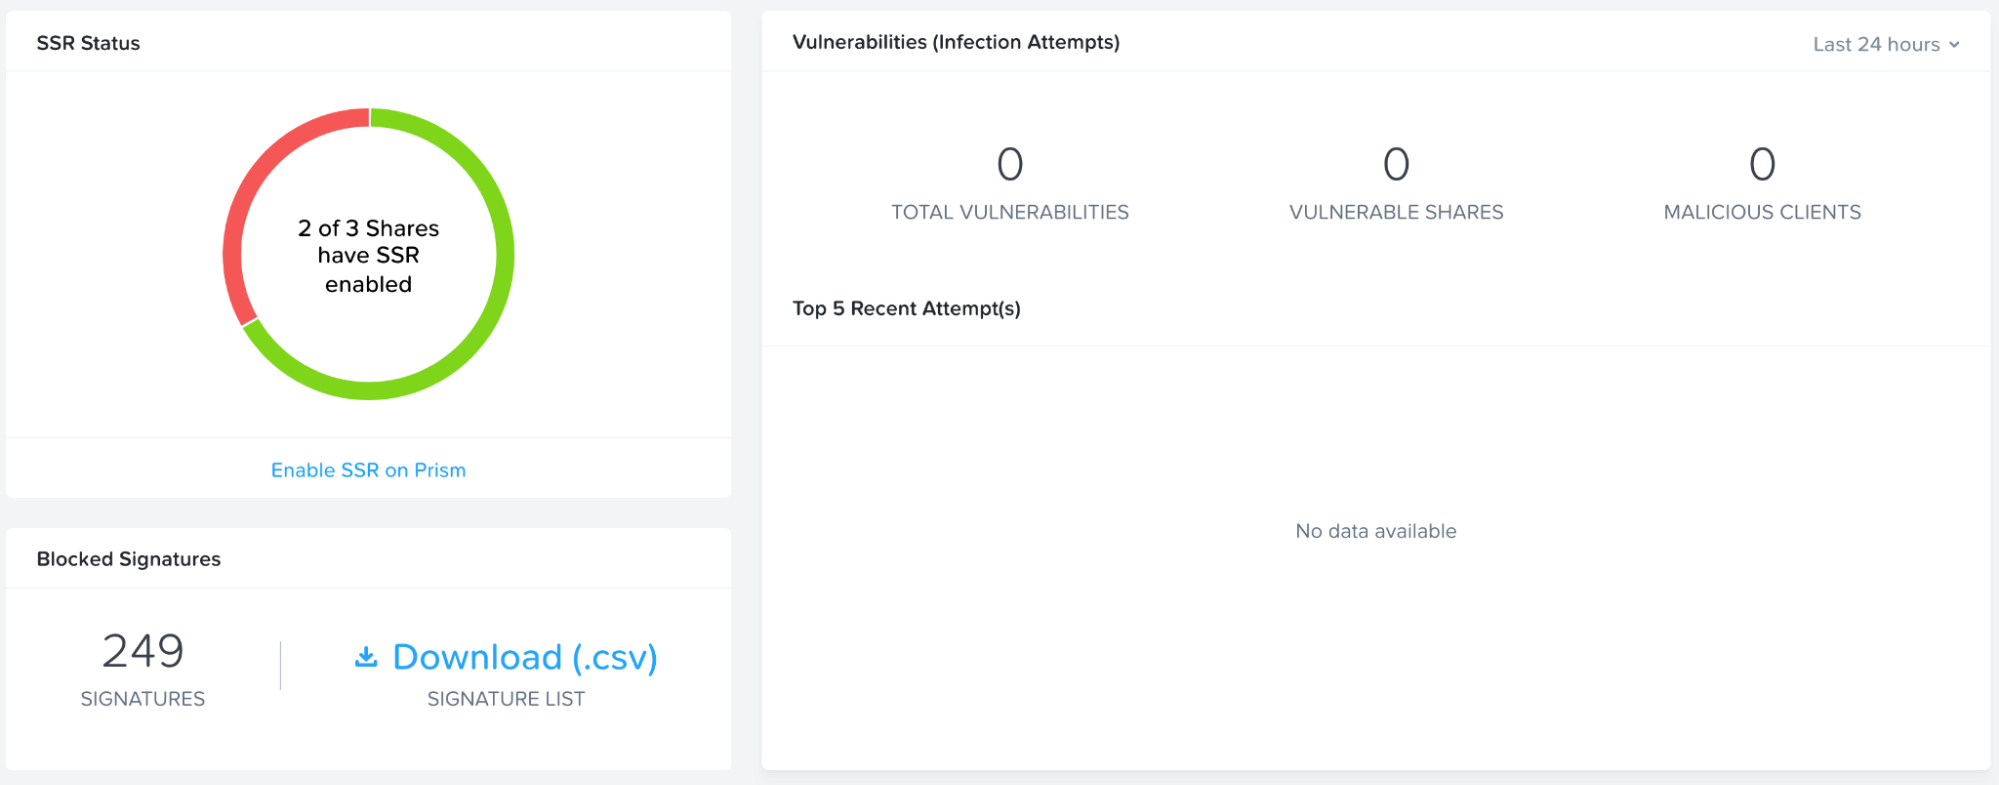 SSR Status
2 of 3 Shares
have SSR
enabled
Enable SSR on Prism
Blocked Signatures
249
SIGNATURES
Download (.csv)
SIGNATURE LIST
Vulnerabilities (Infection Attempts)
Last 24 hours
0
TOTAL VULNERABILITIES
0
VULNERABLE SHARES
0
MALICIOUS CLIENTS
Top 5 Recent Attempt(s)
No data available